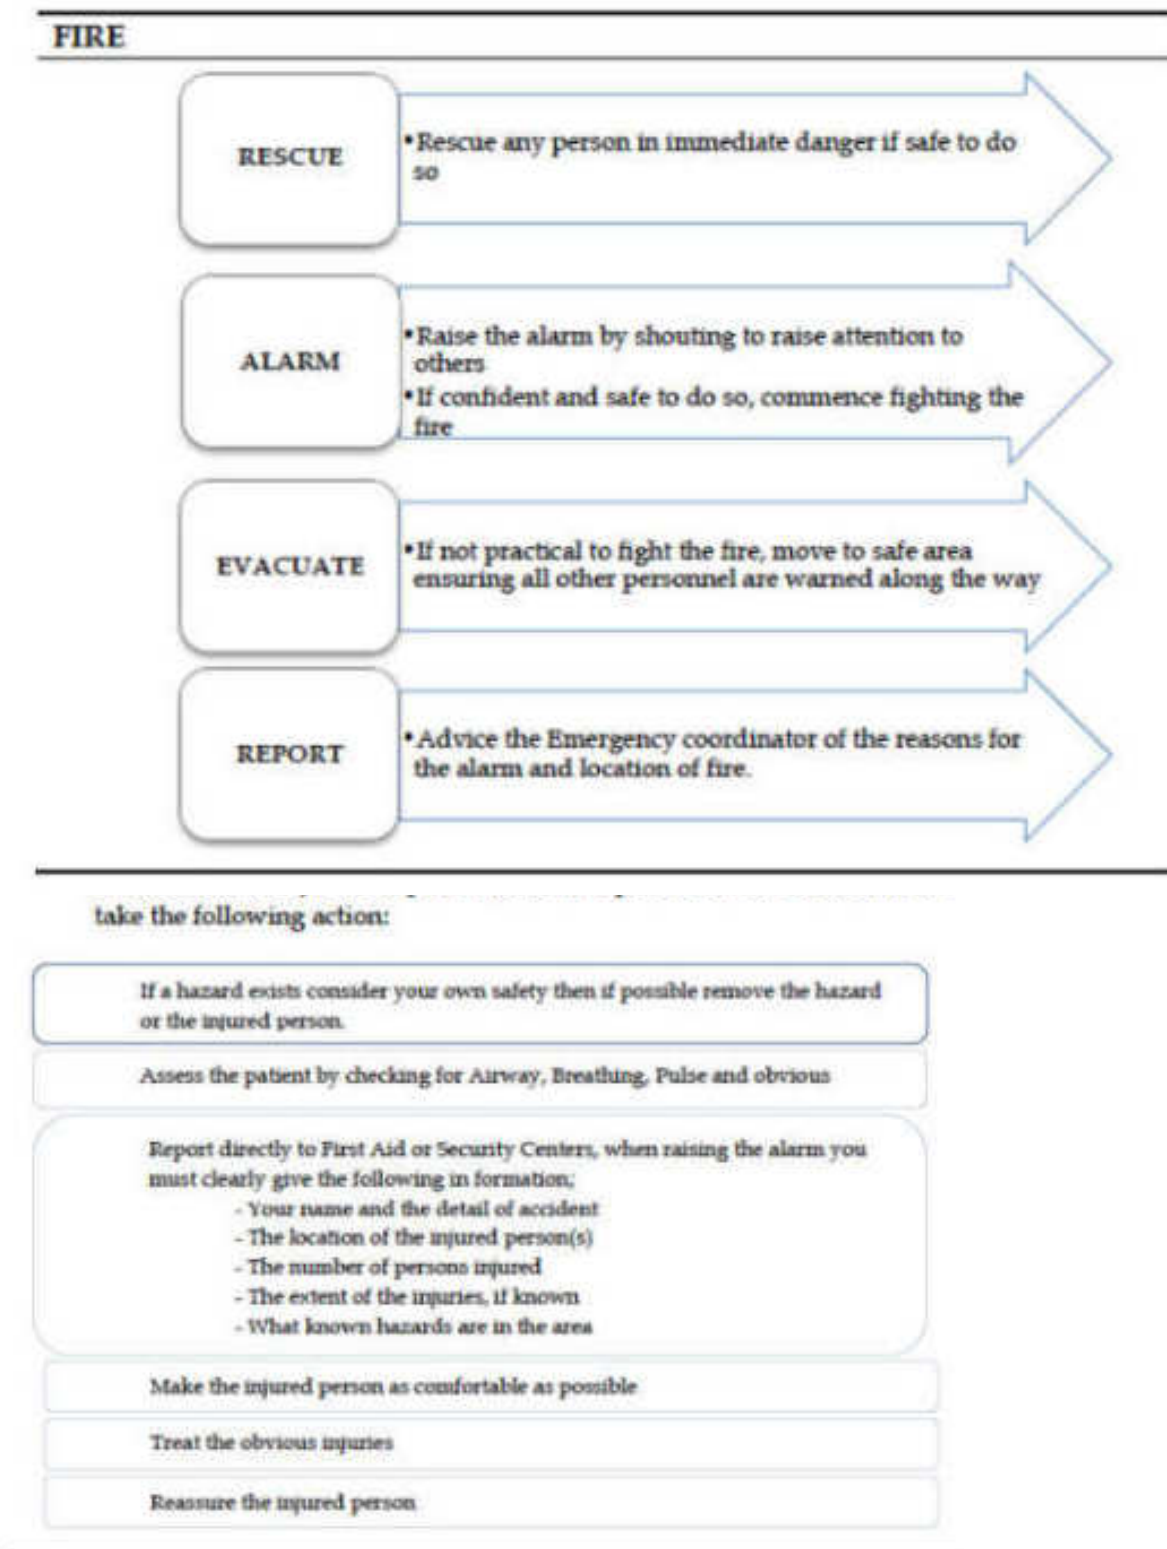 FIRE
RESCUE
•Rescue any person in immediate danger if safe to do
so
ALARM
•Raise the alarm by shouting to raise attention to
others
•If confident and safe to do so, commence fighting the
fire
EVACUATE
•If not practical to fight the fire, move to safe area
ensuring all other personnel are warned along the way
REPORT
•Advice the Emergency coordinator of the reasons for
the alarm and location of fire.
take the following action:
If a hazard exists consider your own safety then if possible remove the hazard
or the injured person.
Assess the patient by checking for Airway, Breathing, Pulse and obvious
Report directly to First Aid or Security Centers, when raising the alarm you
must clearly give the following in formation;
- Your name and the detail of accident
- The location of the injured person(s)
- The number of persons injured
- The extent of the injuries, if known
- What known hazards are in the area
Make the injured person as comfortable as possible
Treat the obvious injuries
Reassure the injured person